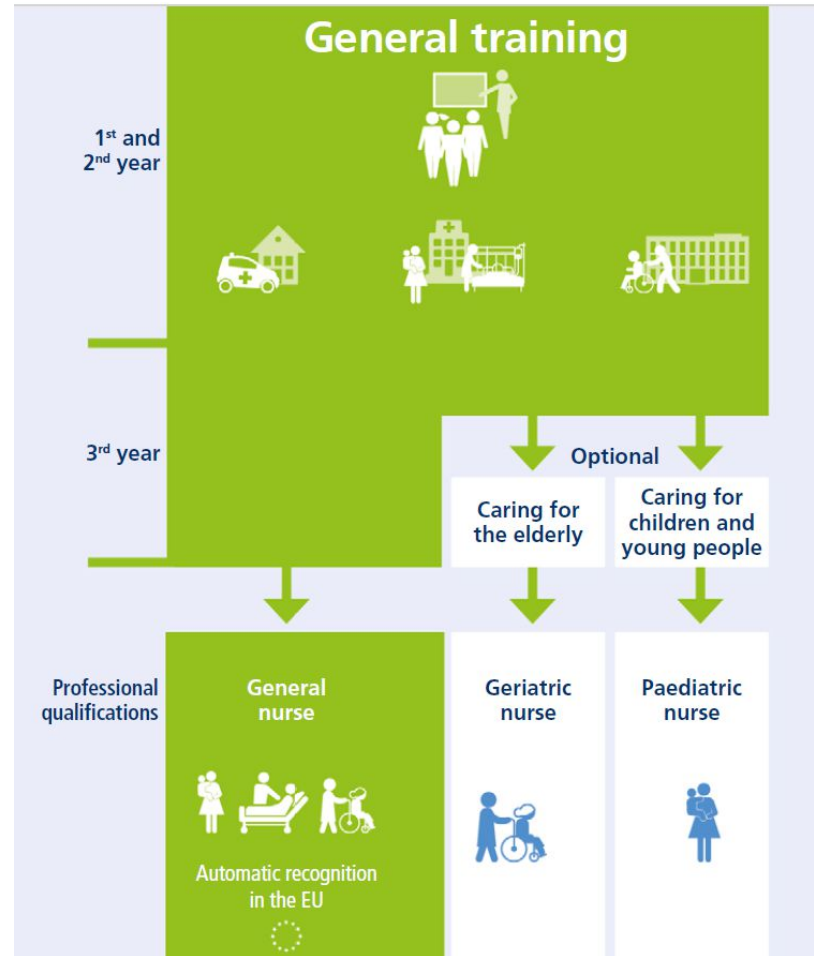 General training
1st and
2nd year
3rd year
Optional
Caring for
the elderly
Caring for
children and
young people
Professional
qualifications
General
nurse
Geriatric
nurse
Paediatric
nurse
Automatic recognition
in the EU